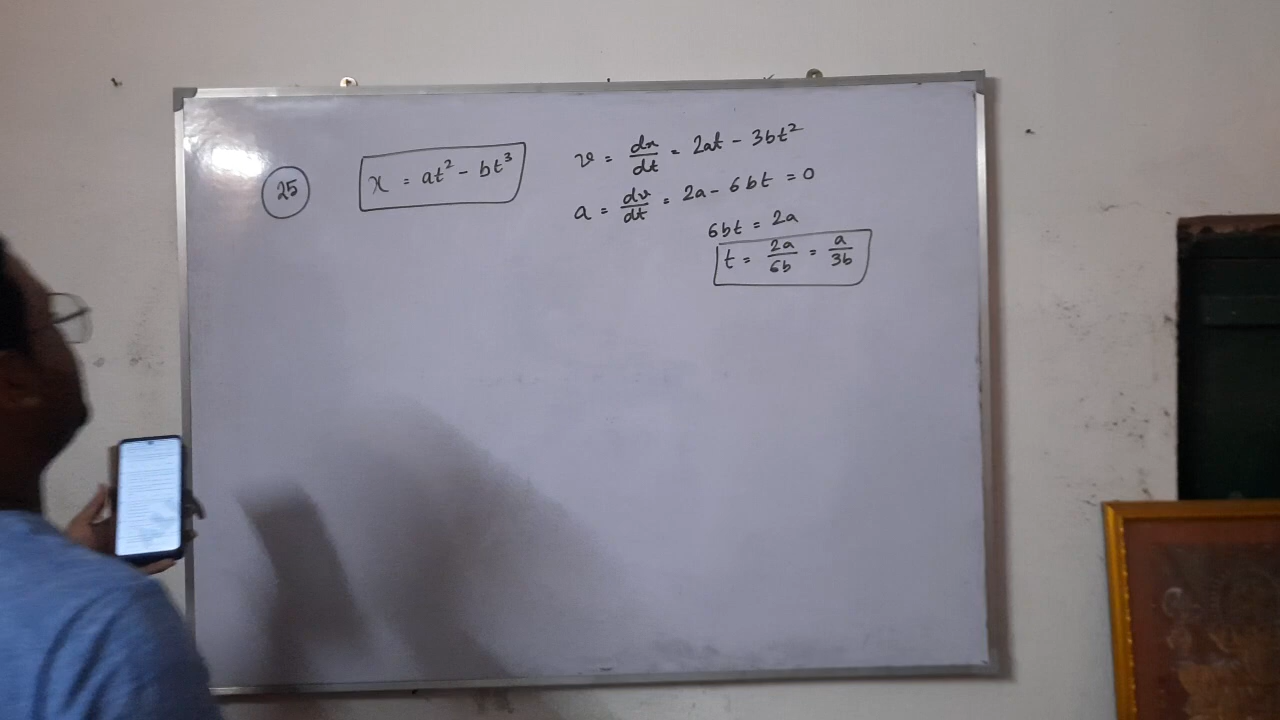 25
x = at² - bt³
v = dx/dt = 2at - 3bt²
a = dv/dt = 2a - 6bt = 0
6bt = 2a
t = 2a/6b = a/3b